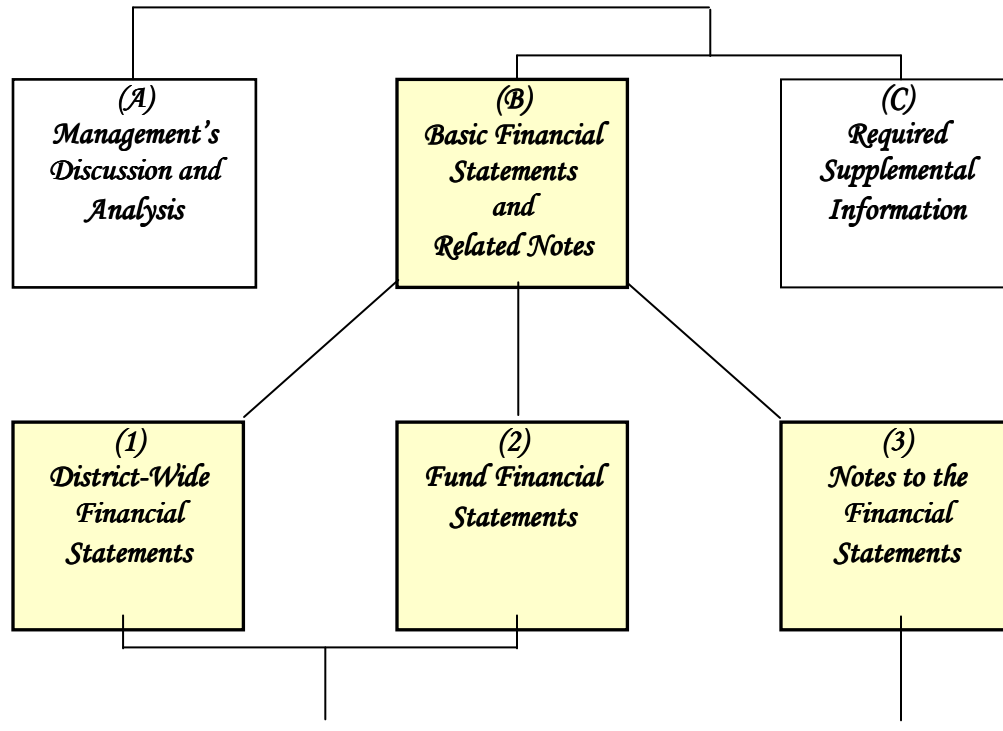 (A)
Management’s
Discussion and
Analysis
(B)
Basic Financial
Statements
and
Related Notes
(C)
Required
Supplemental
Information
(1)
District-Wide
Financial
Statements
(2)
Fund Financial
Statements
(3)
Notes to the
Financial
Statements